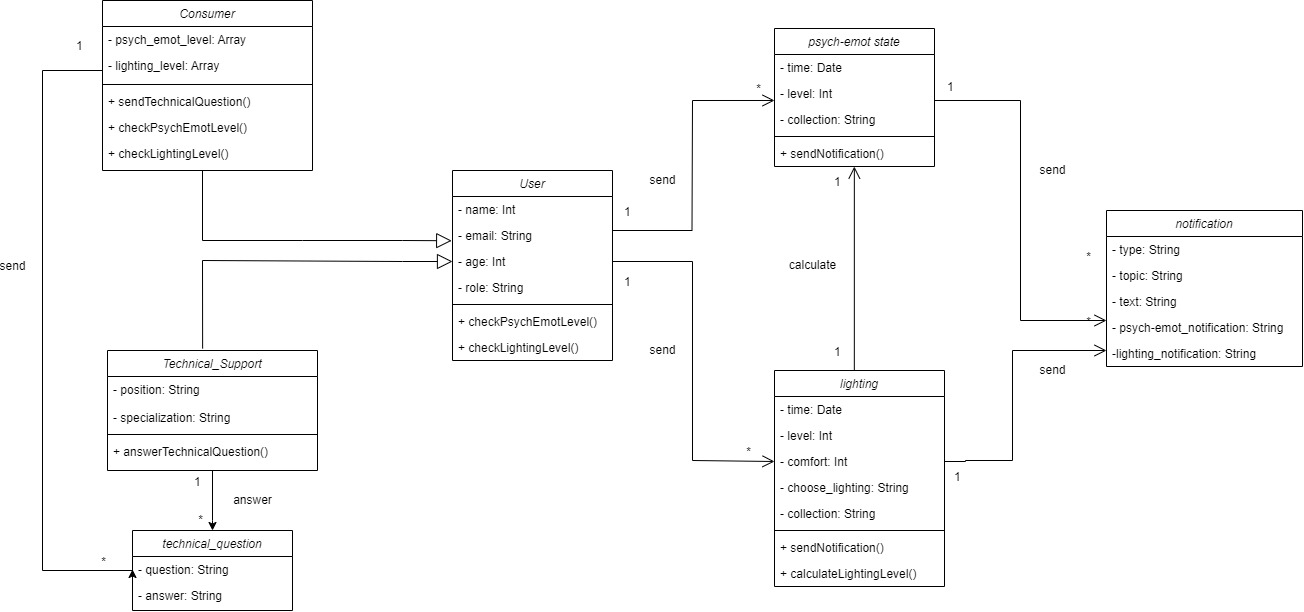 Consumer
- psych_emot_level: Array
- lighting_level: Array
+ sendTechnicalQuestion()
+ checkPsychEmotLevel()
+ checkLightingLevel()
1
send
*
User
- name: Int
- email: String
- age: Int
- role: String
+ checkPsychEmotLevel()
+ checkLightingLevel()
Technical_Support
- position: String
- specialization: String
+ answerTechnicalQuestion()
1
answer
*
technical_question
- question: String
- answer: String
1
send
*
1
send
*
psych-emot state
- time: Date
- level: Int
- collection: String
+ sendNotification()
1
send
*
1
calculate
1
lighting
- time: Date
- level: Int
- comfort: Int
- choose_lighting: String
- collection: String
+ sendNotification()
+ calculateLightingLevel()
1
send
*
notification
- type: String
- topic: String
- text: String
- psych-emot_notification: String
-lighting_notification: String